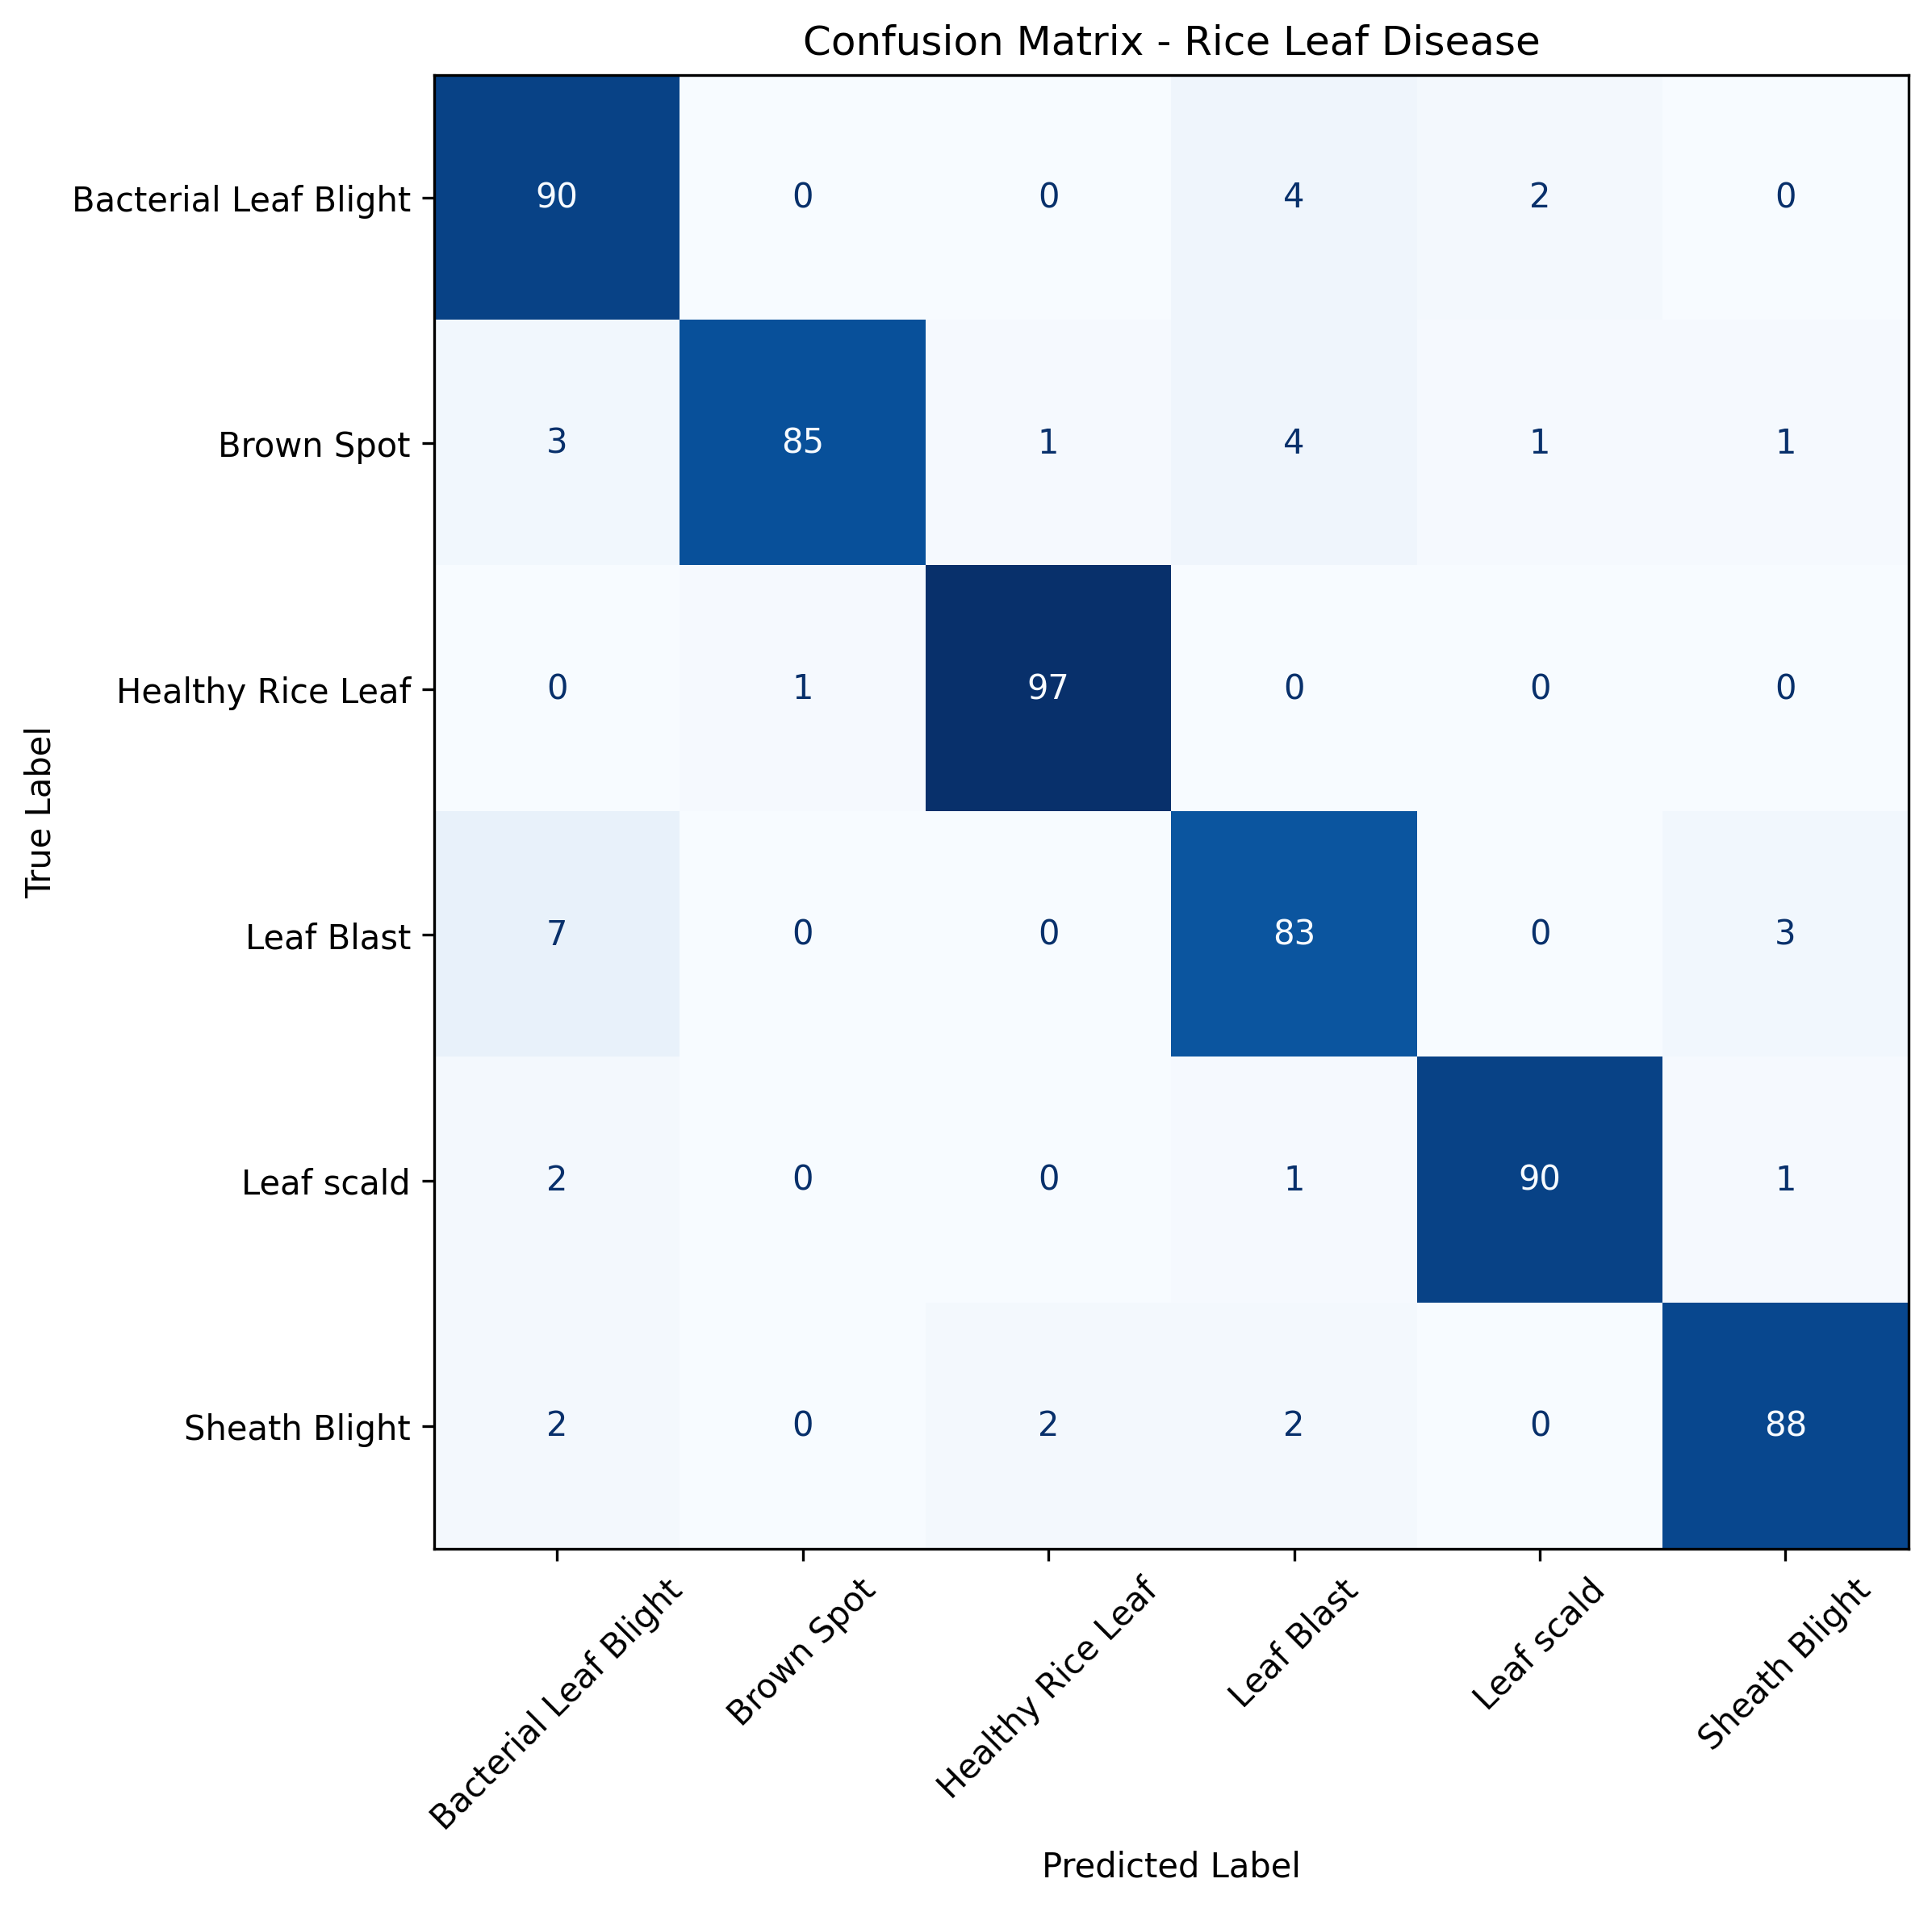 Confusion Matrix - Rice Leaf Disease
True Label
Bacterial Leaf Blight 90 0 0 4 2 0
Brown Spot 3 85 1 4 1 1
Healthy Rice Leaf 0 1 97 0 0 0
Leaf Blast 7 0 0 83 0 3
Leaf scald 2 0 0 1 90 1
Sheath Blight 2 0 2 2 0 88
Bacterial Leaf Blight
Brown Spot
Healthy Rice Leaf
Leaf Blast
Leaf scald
Sheath Blight
Predicted Label